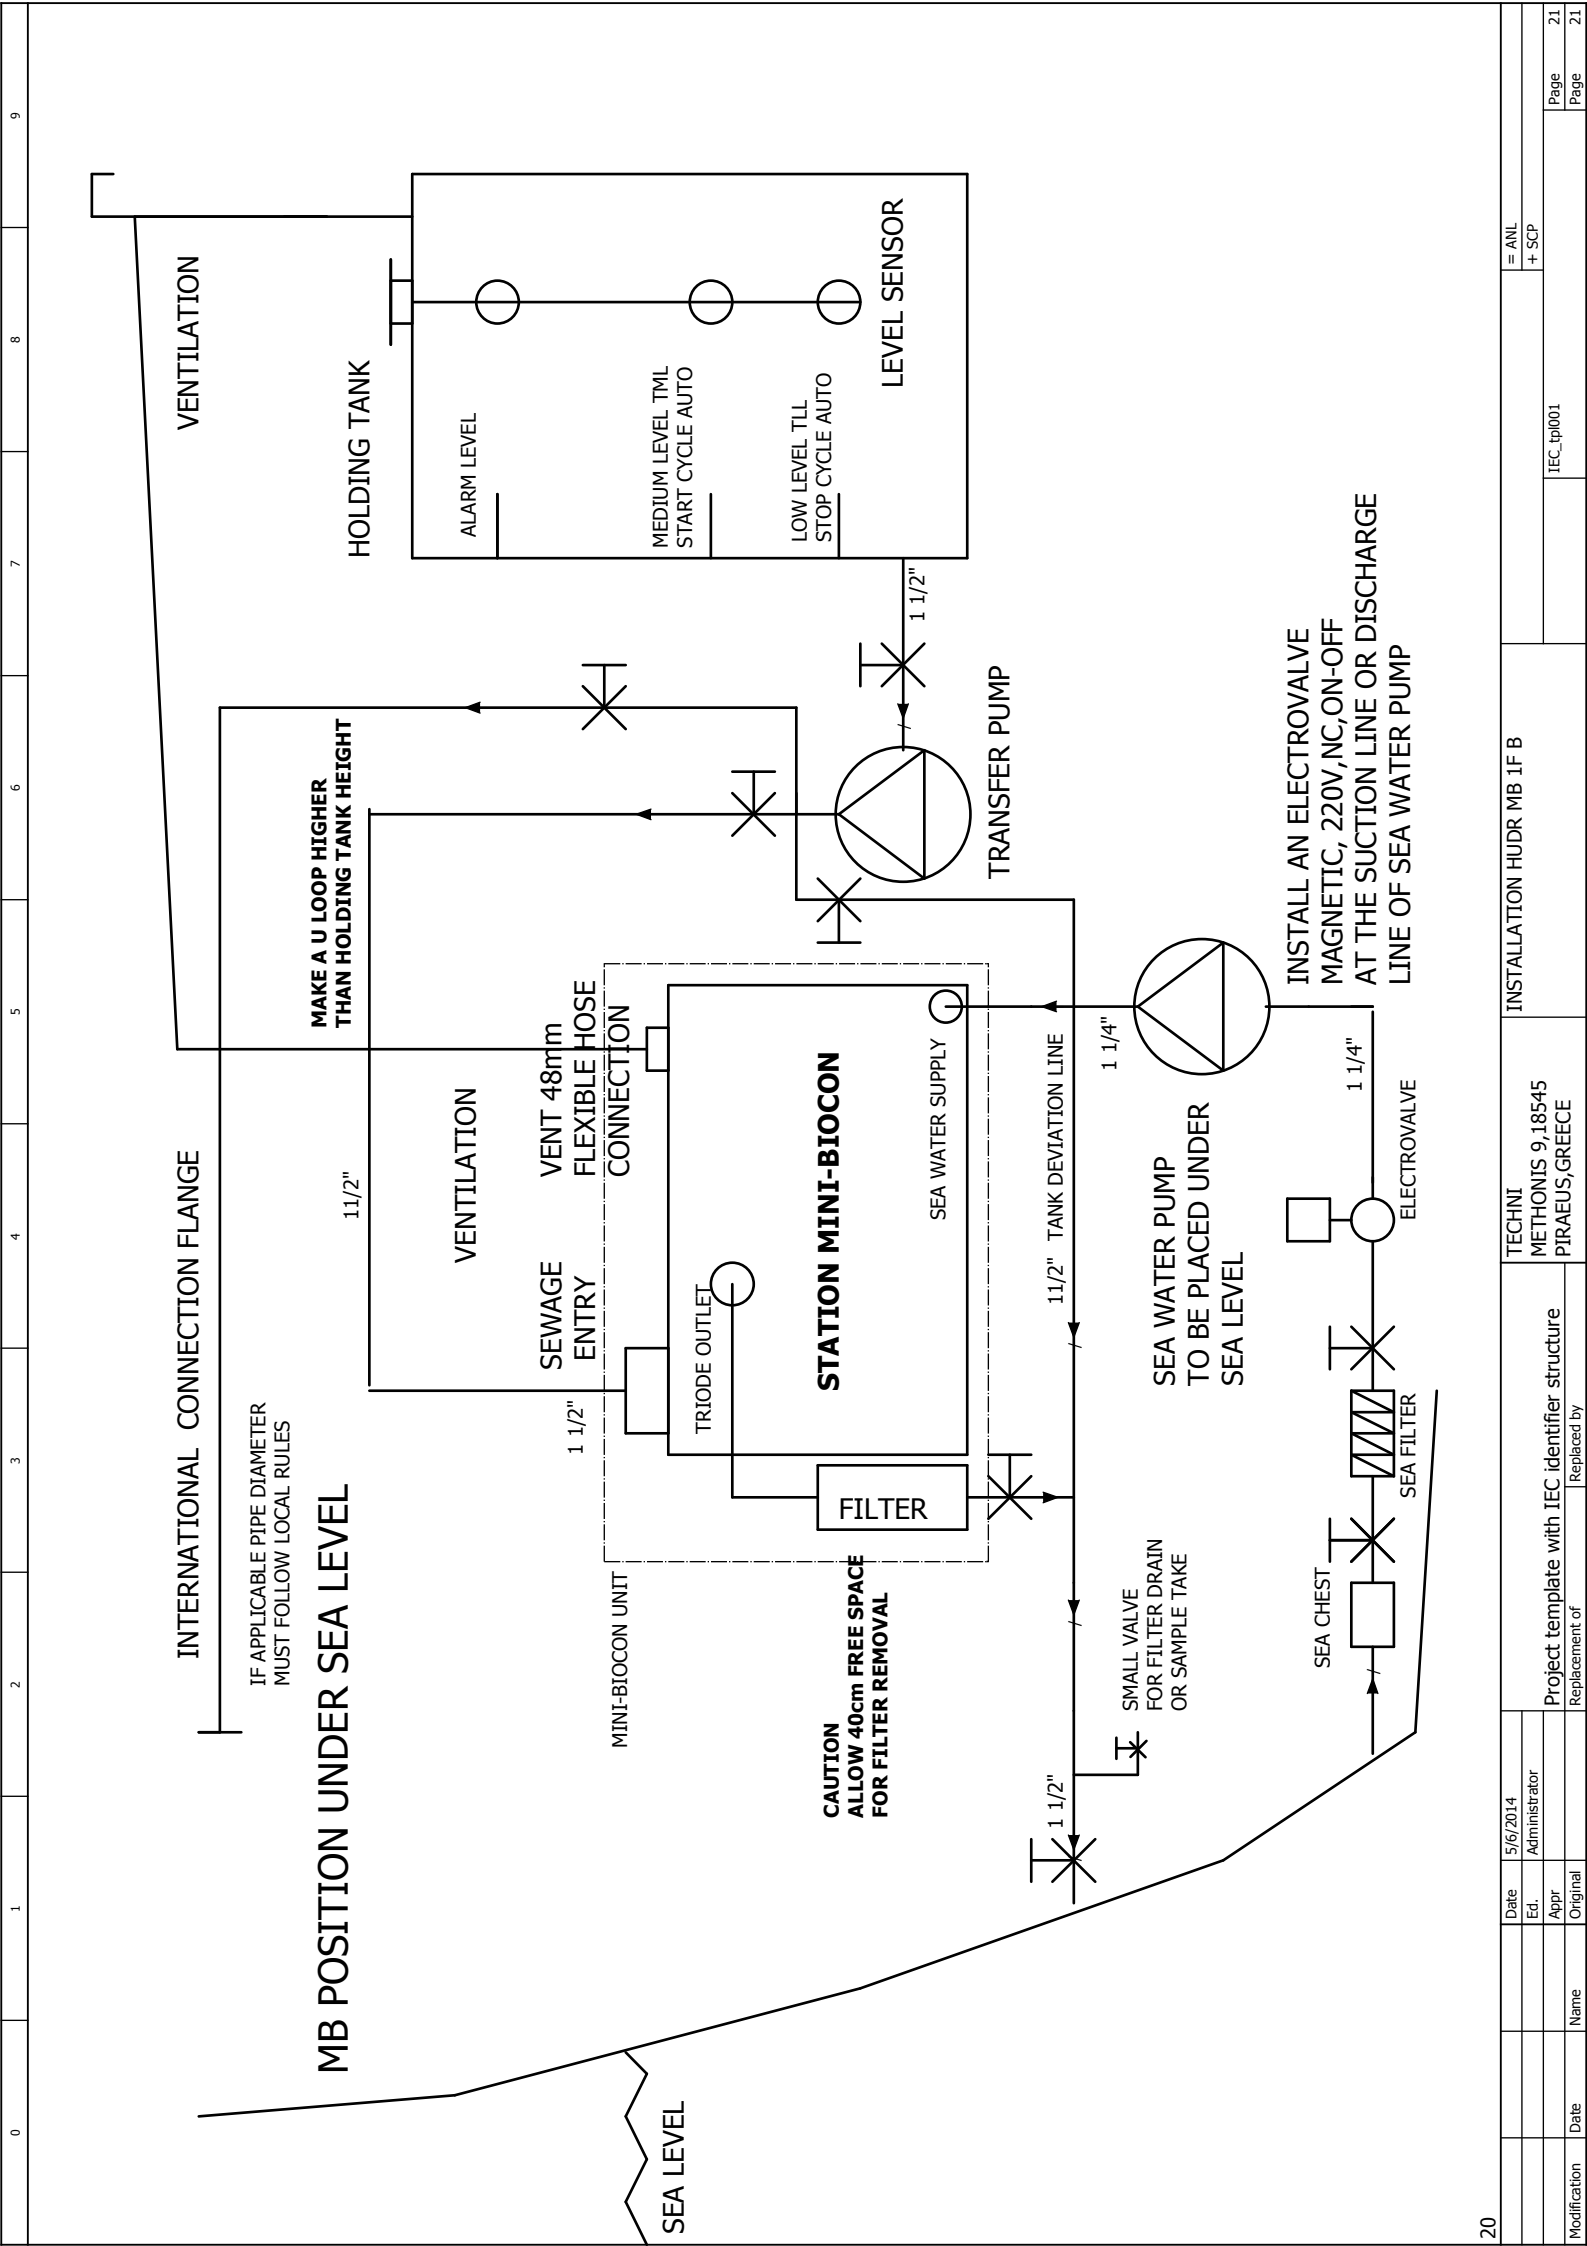 0 1 2 3 4 5 6 7 8 9
INTERNATIONAL CONNECTION FLANGE
IF APPLICABLE PIPE DIAMETER
MUST FOLLOW LOCAL RULES
MB POSITION UNDER SEA LEVEL
VENTILATION
HOLDING TANK
MAKE A U LOOP HIGHER
THAN HOLDING TANK HEIGHT
11/2"
VENTILATION
ALARM LEVEL
MEDIUM LEVEL TML
START CYCLE AUTO
LOW LEVEL TLL
STOP CYCLE AUTO
LEVEL SENSOR
1 1/2"
SEWAGE
ENTRY
1 1/2"
VENT 48mm
FLEXIBLE HOSE
CONNECTION
MINI-BIOCON UNIT
TRIODE OUTLET
STATION MINI-BIOCON
FILTER
SEA WATER SUPPLY
CAUTION
ALLOW 40cm FREE SPACE
FOR FILTER REMOVAL
SEA LEVEL
TRANSFER PUMP
11/2" TANK DEVIATION LINE
1 1/2"
SMALL VALVE
FOR FILTER DRAIN
OR SAMPLE TAKE
1 1/4"
SEA WATER PUMP
TO BE PLACED UNDER
SEA LEVEL
INSTALL AN ELECTROVALVE
MAGNETIC, 220V,NC,ON-OFF
AT THE SUCTION LINE OR DISCHARGE
LINE OF SEA WATER PUMP
SEA CHEST
SEA FILTER
ELECTROVALVE
1 1/4"
20
Date 5/6/2014
Ed. Administrator
Appr
Modification Date Name Original
Project template with IEC identifier structure
Replacement of Replaced by
TECHNI
METHONIS 9,18545
PIRAEUS,GREECE
INSTALLATION HUDR MB 1F B
IEC_tpl001
= ANL
+ SCP
Page 21
Page 21